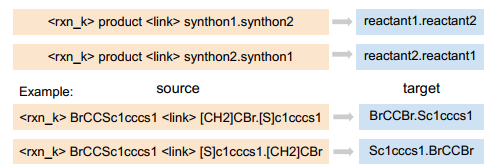 <rxn_k> product <link> synthon1.synthon2 reactant1.reactant2
<rxn_k> product <link> synthon2.synthon1 reactant2.reactant1
Example: source target
<rxn_k> BrCCSc1cccs1 <link> [CH2]CBr.[S]c1cccs1 BrCCBr.Sc1cccs1
<rxn_k> BrCCSc1cccs1 <link> [S]c1cccs1.[CH2]CBr Sc1cccs1.BrCCBr